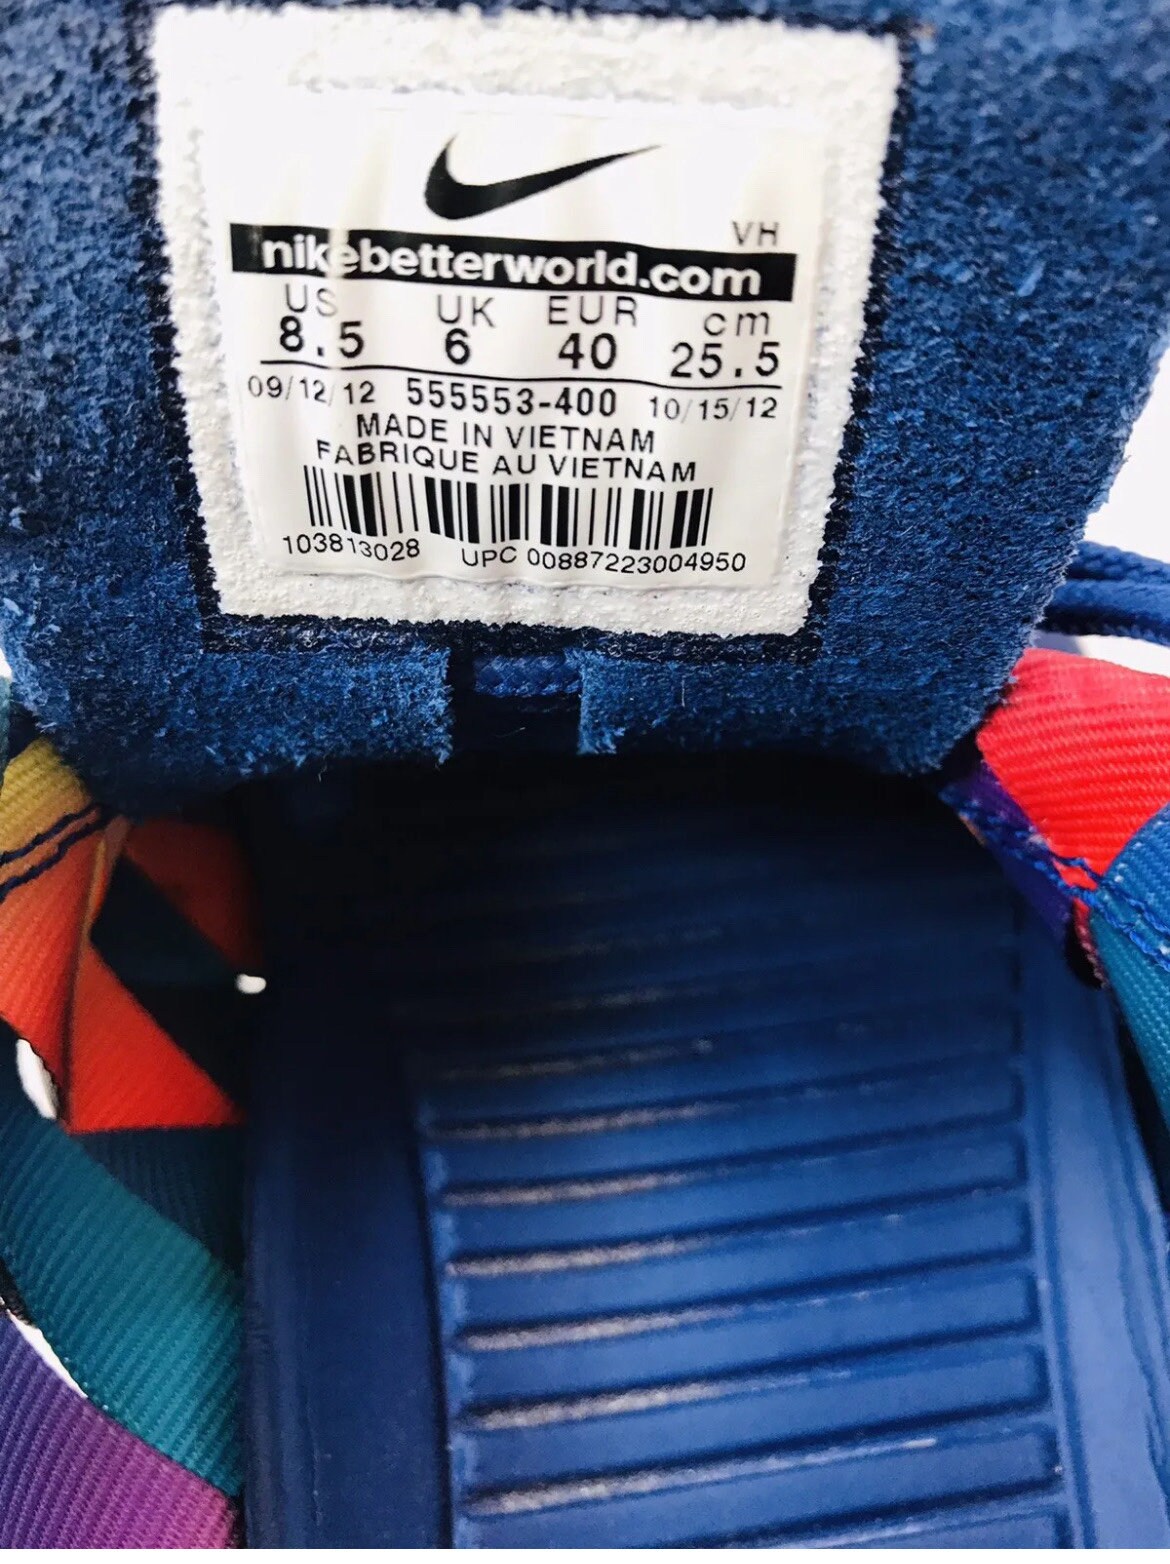 VH
nikebetterworld.com
US UK EUR cm
8.5 6 40 25.5
09/12/12 555553-400 10/15/12
MADE IN VIETNAM
FABRIQUE AU VIETNAM
103813028 UPC 00887223004950